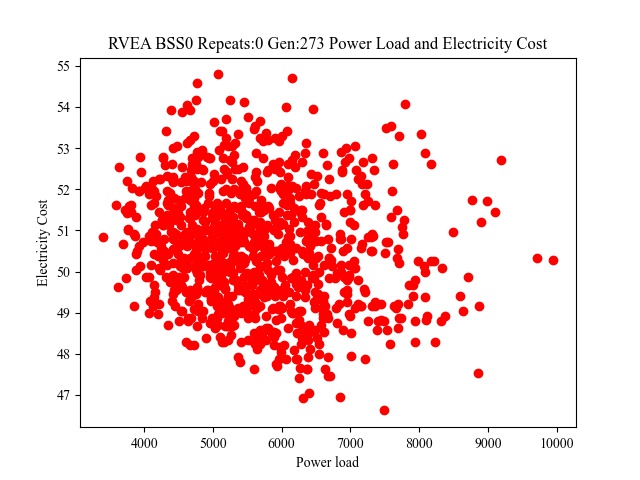 RVEA BSS0 Repeats:0 Gen:273 Power Load and Electricity Cost
55
54
53
52
51
50
49
48
47
Electricity Cost
4000 5000 6000 7000 8000 9000 10000
Power load